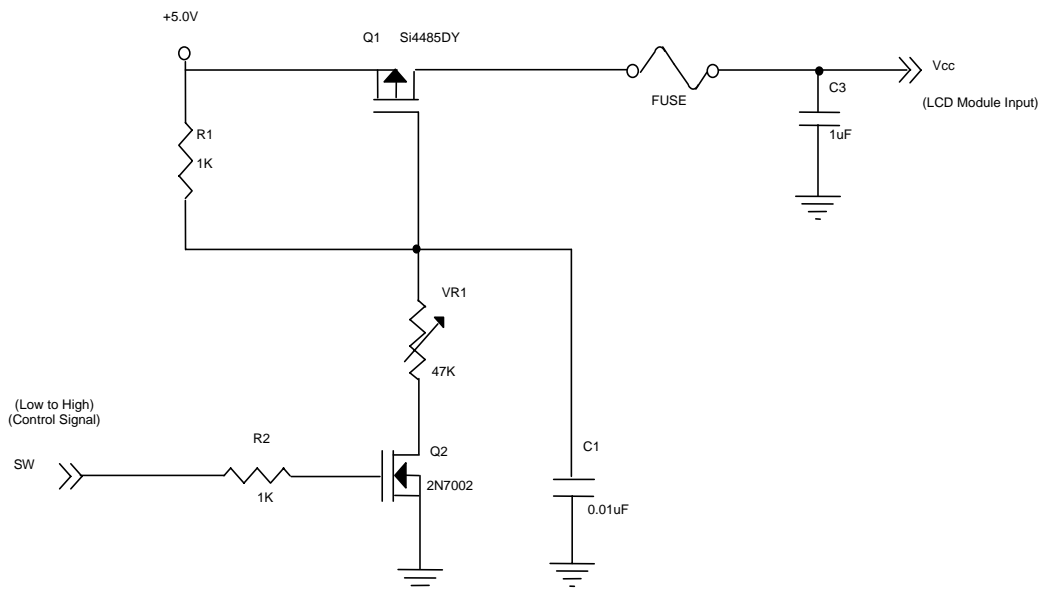 +5.0V
Q1 Si4485DY
Vcc
C3
FUSE
(LCD Module Input)
R1
1uF
1K
VR1
47K
(Low to High)
(Control Signal)
R2
Q2
C1
SW
2N7002
1K
0.01uF